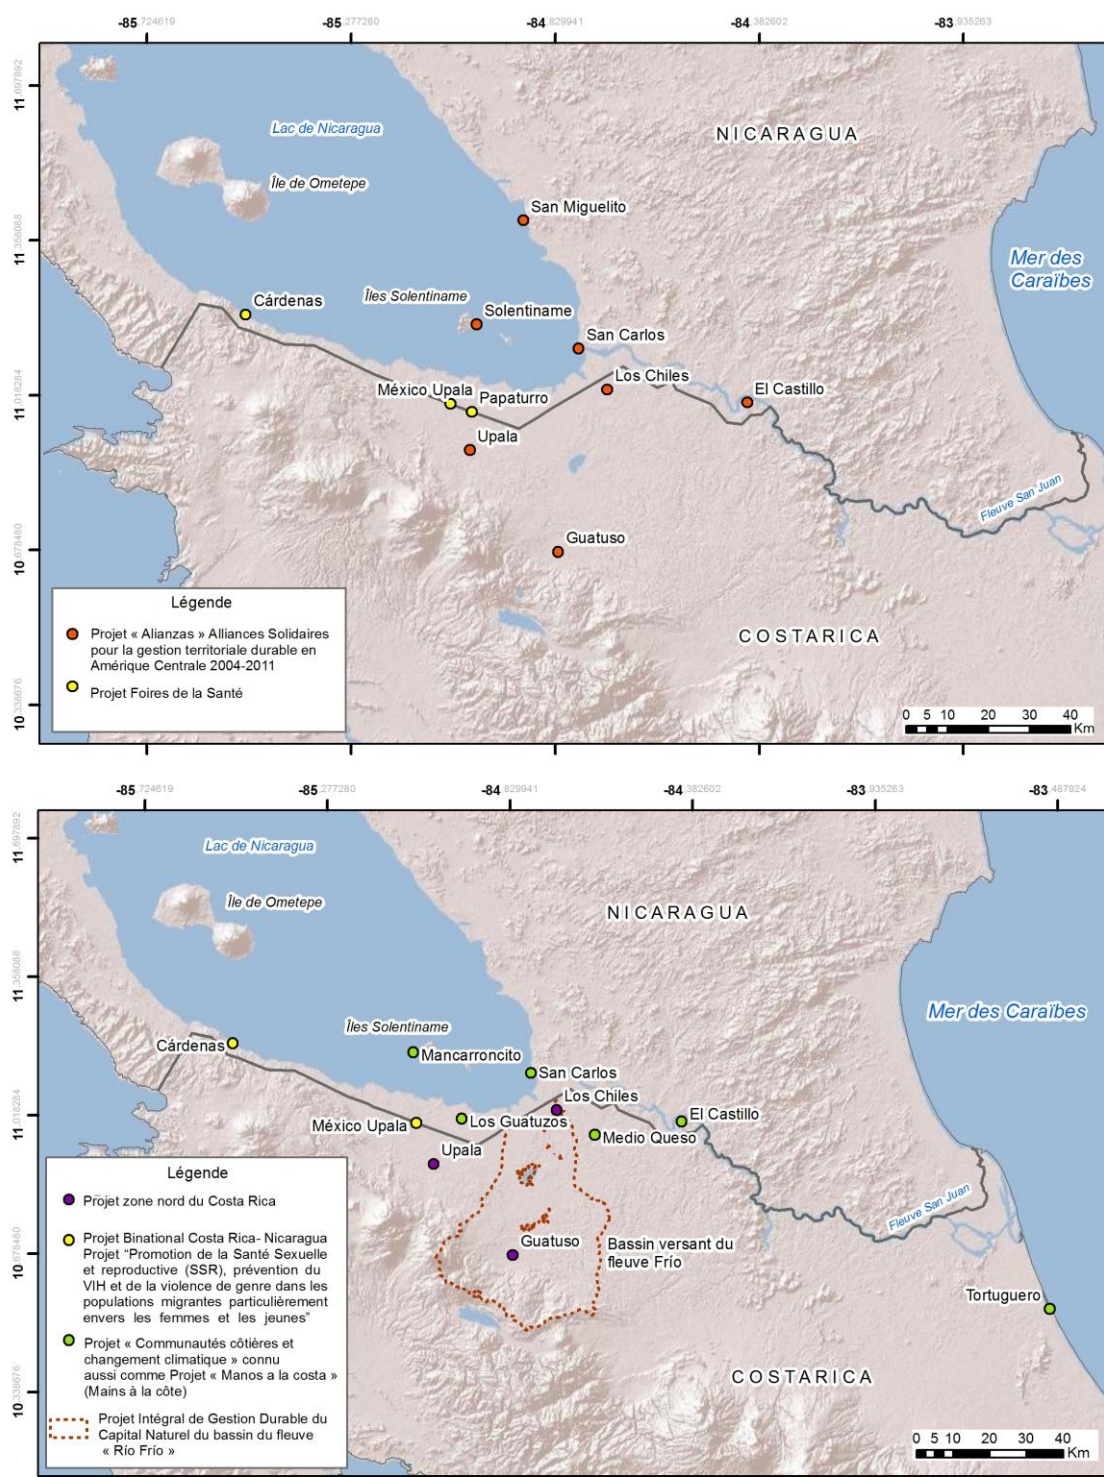 -85.724619 -85.277280 -84.829941 -84.382602 -83.935263
11.697892
11.358088
11.018284
10.678480
10.338676
NICARAGUA
Lac de Nicaragua
Île de Ometepe
San Miguelito
Mer des
Caraïbes
Îles Solentiname
Cárdenas
Solentiname
San Carlos
Los Chiles
México Upala
Papaturro
El Castillo
Upala
Fleuve San Juan
Guatuso
COSTARICA
Légende
Projet « Alianzas » Alliances Solidaires
pour la gestion territoriale durable en
Amérique Centrale 2004-2011
Projet Foires de la Santé
0 5 10 20 30 40
Km
-85.724619 -85.277280 -84.829941 -84.382602 -83.935263 -83.487924
11.697892
11.358088
11.018284
10.678480
10.338676
Lac de Nicaragua
Île de Ometepe
NICARAGUA
Mer des Caraïbes
Îles Solentiname
Cárdenas
Mancarroncito
San Carlos
Los Chiles
México Upala
Los Guatuzos
El Castillo
Medio Queso
Upala
Fleuve San Juan
Guatuso
Bassin versant du
fleuve Frío
Tortuguero
COSTARICA
Légende
Projet zone nord du Costa Rica
Projet Binational Costa Rica- Nicaragua
Projet “Promotion de la Santé Sexuelle
et reproductive (SSR), prévention du
VIH et de la violence de genre dans les
populations migrantes particulièrement
envers les femmes et les jeunes”
Projet « Communautés côtières et
changement climatique » connu
aussi comme Projet « Manos a la costa »
(Mains à la côte)
Projet Intégral de Gestion Durable du
Capital Naturel du bassin du fleuve
« Río Frío »
0 5 10 20 30 40
Km